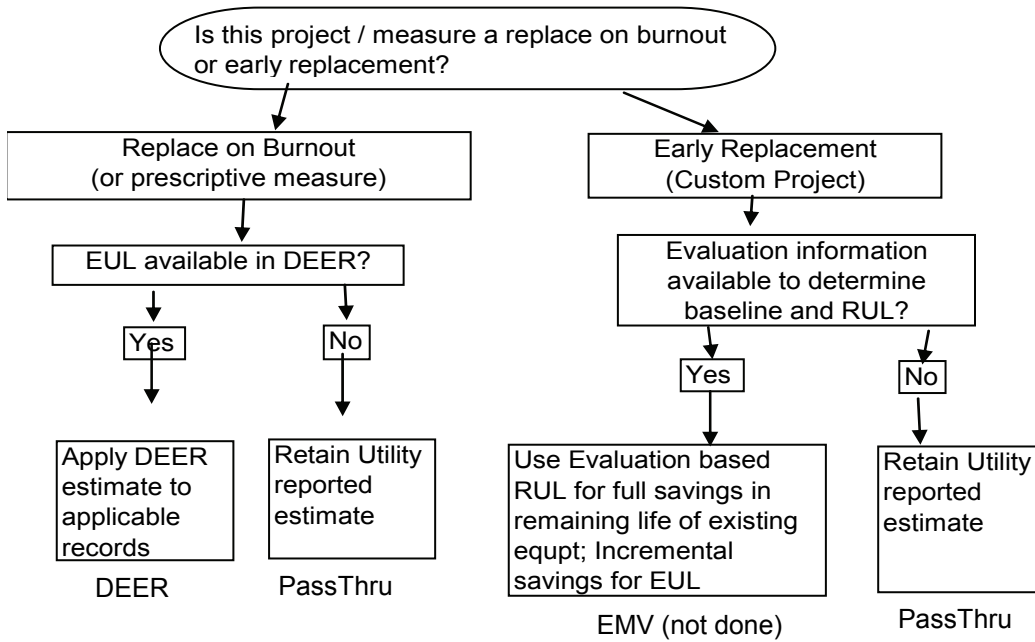 Is this project / measure a replace on burnout
or early replacement?
Replace on Burnout
(or prescriptive measure)
Early Replacement
(Custom Project)
EUL available in DEER?
Evaluation information
available to determine
baseline and RUL?
Yes
No
Yes
No
Apply DEER
estimate to
applicable
records
DEER
Retain Utility
reported
estimate
PassThru
Use Evaluation based
RUL for full savings in
remaining life of existing
equpt; Incremental
savings for EUL
EMV (not done)
Retain Utility
reported
estimate
PassThru